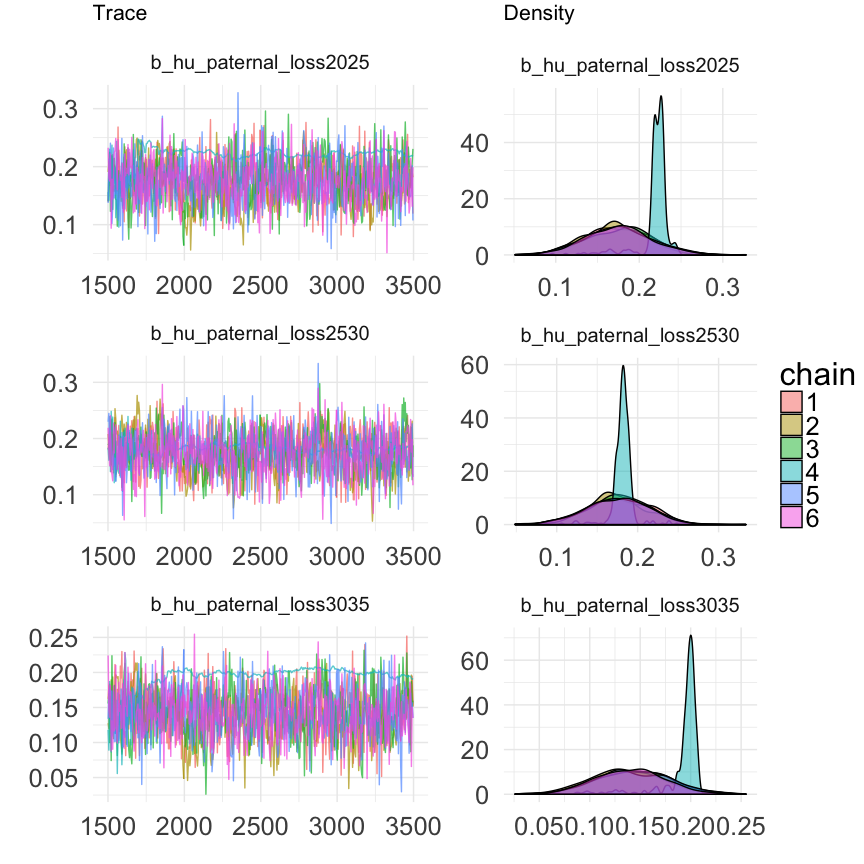 Trace
Density
b_hu_paternal_loss2025
b_hu_paternal_loss2025
0.3
0.2
0.1
40
20
0
1500 2000 2500 3000 3500
0.1 0.2 0.3
b_hu_paternal_loss2530
b_hu_paternal_loss2530
0.3
0.2
0.1
60
40
20
0
1500 2000 2500 3000 3500
0.1 0.2 0.3
chain
1
2
3
4
5
6
b_hu_paternal_loss3035
b_hu_paternal_loss3035
0.25
0.20
0.15
0.10
0.05
60
40
20
0
1500 2000 2500 3000 3500
0.050.100.150.200.25